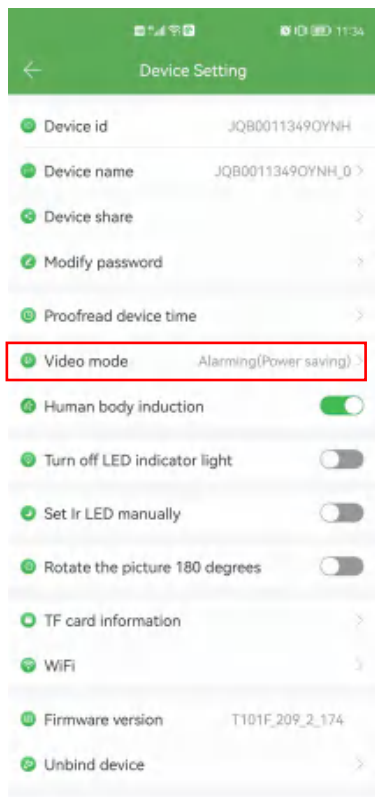 11:34
Device Setting
Device id JQB0011349OYNH
Device name JQB0011349OYNH_0
Device share
Modify password
Proofread device time
Video mode Alarming(Power saving)
Human body induction
Turn off LED indicator light
Set Ir LED manually
Rotate the picture 180 degrees
TF card information
WiFi
Firmware version T101F_209_2_174
Unbind device